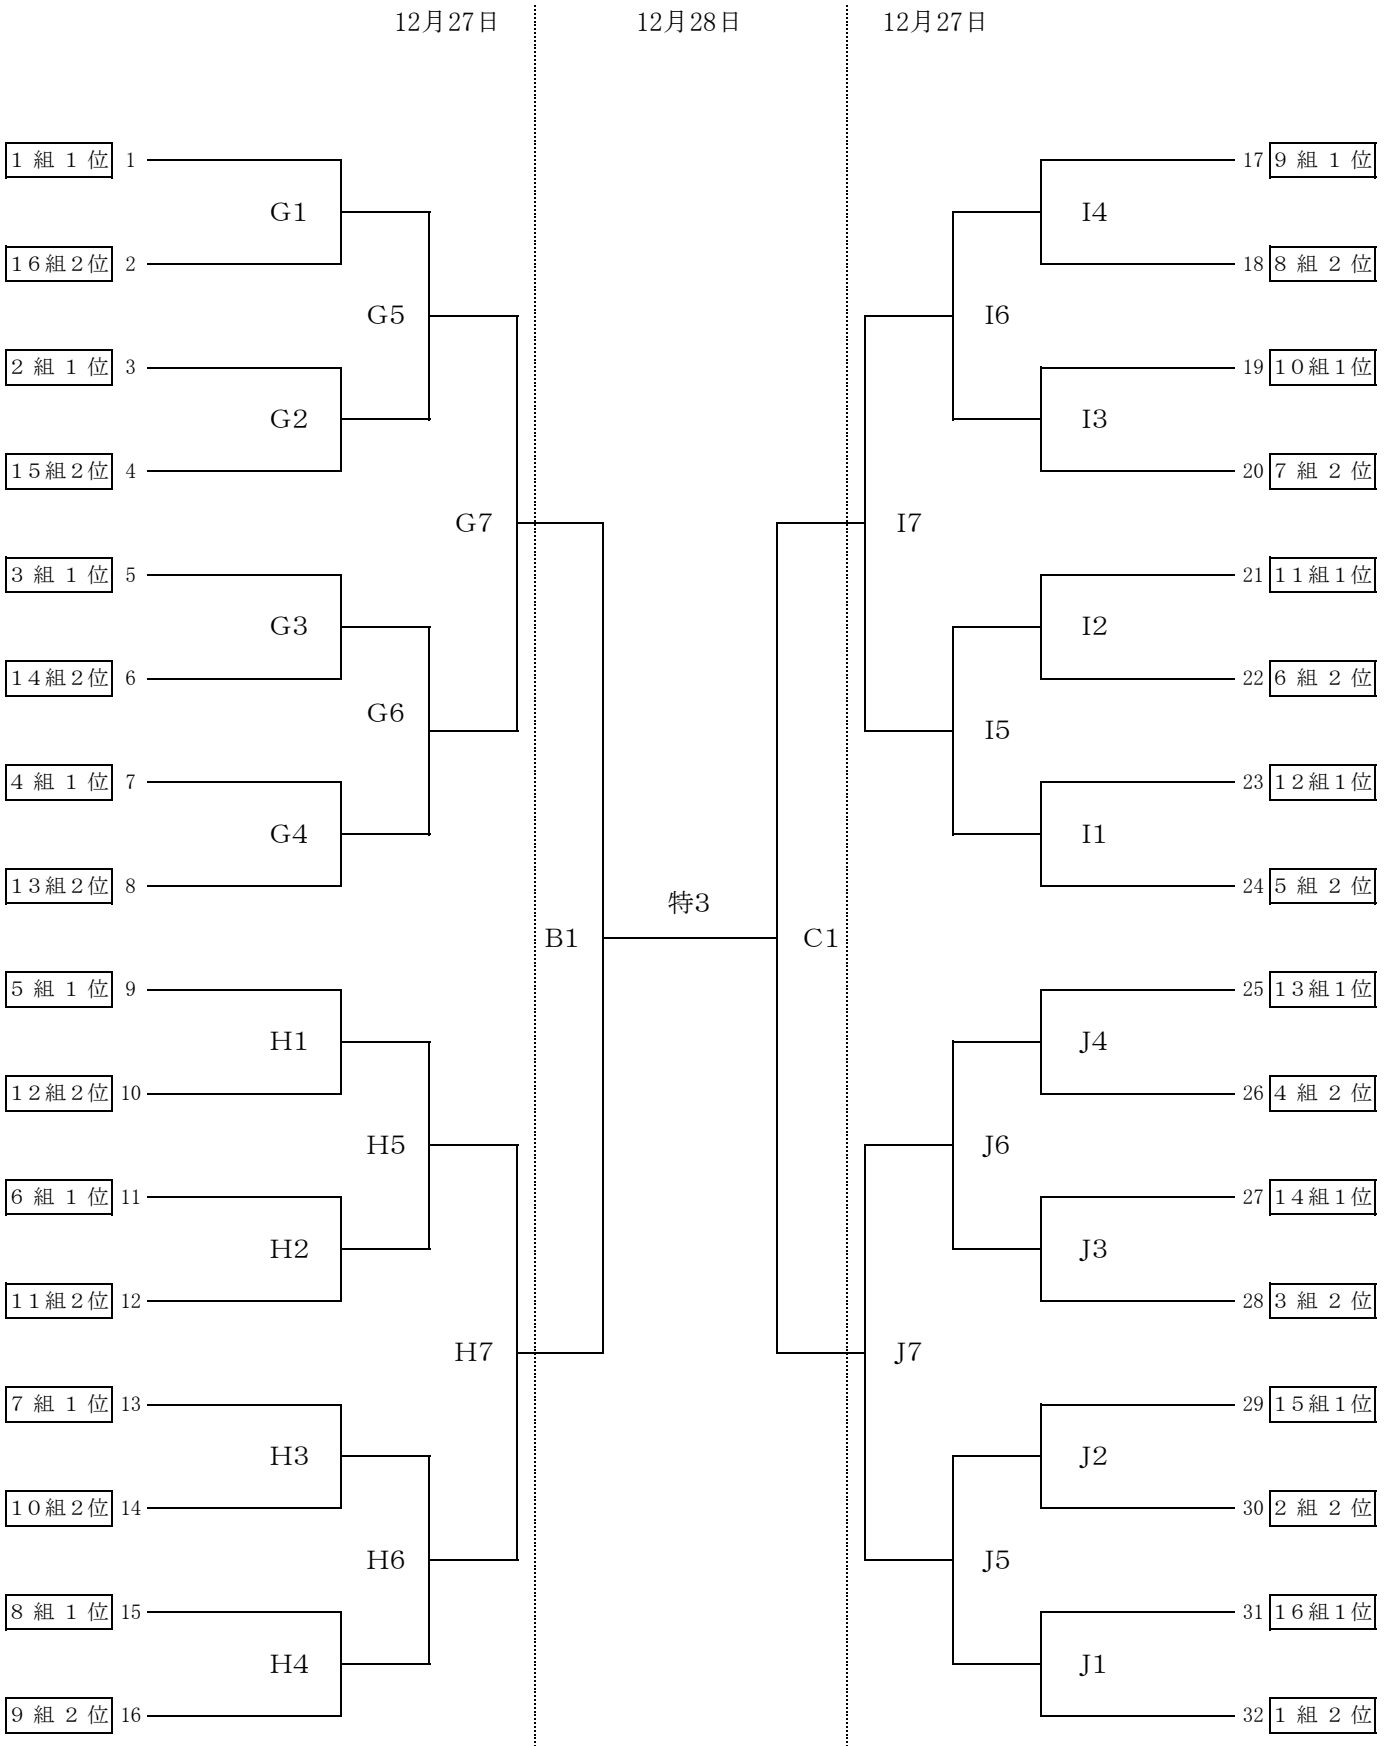 12月27日 12月28日 12月27日
1 組 1 位 1 17 9 組 1 位
G1 I4
16組2位 2 18 8 組 2 位
G5 I6
2 組 1 位 3 19 10組1位
G2 I3
15組2位 4 20 7 組 2 位
G7 I7
3 組 1 位 5 21 11組1位
G3 I2
14組2位 6 22 6 組 2 位
G6 I5
4 組 1 位 7 23 12組1位
G4 I1
13組2位 8 24 5 組 2 位
特3
B1 C1
5 組 1 位 9 25 13組1位
H1 J4
12組2位 10 26 4 組 2 位
H5 J6
6 組 1 位 11 27 14組1位
H2 J3
11組2位 12 28 3 組 2 位
H7 J7
7 組 1 位 13 29 15組1位
H3 J2
10組2位 14 30 2 組 2 位
H6 J5
8 組 1 位 15 31 16組1位
H4 J1
9 組 2 位 16 32 1 組 2 位